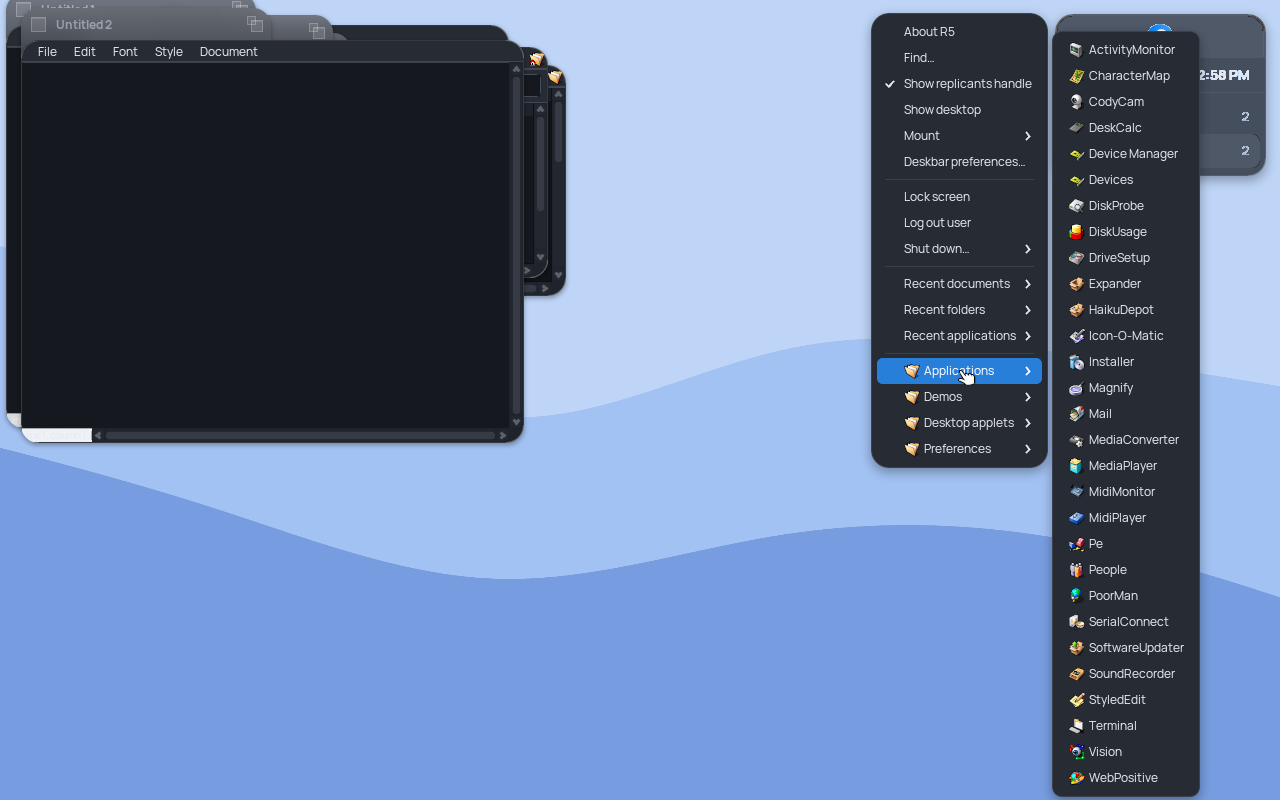 Untitled 1
Untitled 2
File Edit Font Style Document
About R5
Find...
Show replicants handle
Show desktop
Mount
Deskbar preferences...
Lock screen
Log out user
Shut down...
Recent documents
Recent folders
Recent applications
Applications
Demos
Desktop applets
Preferences
ActivityMonitor
CharacterMap
CodyCam
DeskCalc
Device Manager
Devices
DiskProbe
DiskUsage
DriveSetup
Expander
HaikuDepot
Icon-O-Matic
Installer
Magnify
Mail
MediaConverter
MediaPlayer
MidiMonitor
MidiPlayer
Pe
People
PoorMan
SerialConnect
SoftwareUpdater
SoundRecorder
StyledEdit
Terminal
Vision
WebPositive
2:58 PM
2
2